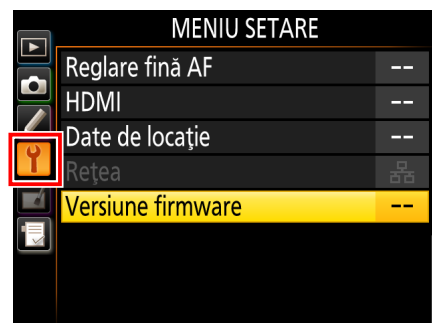 MENIU SETARE
Reglare fină AF --
HDMI --
Date de locaţie --
Reţea
Versiune firmware --